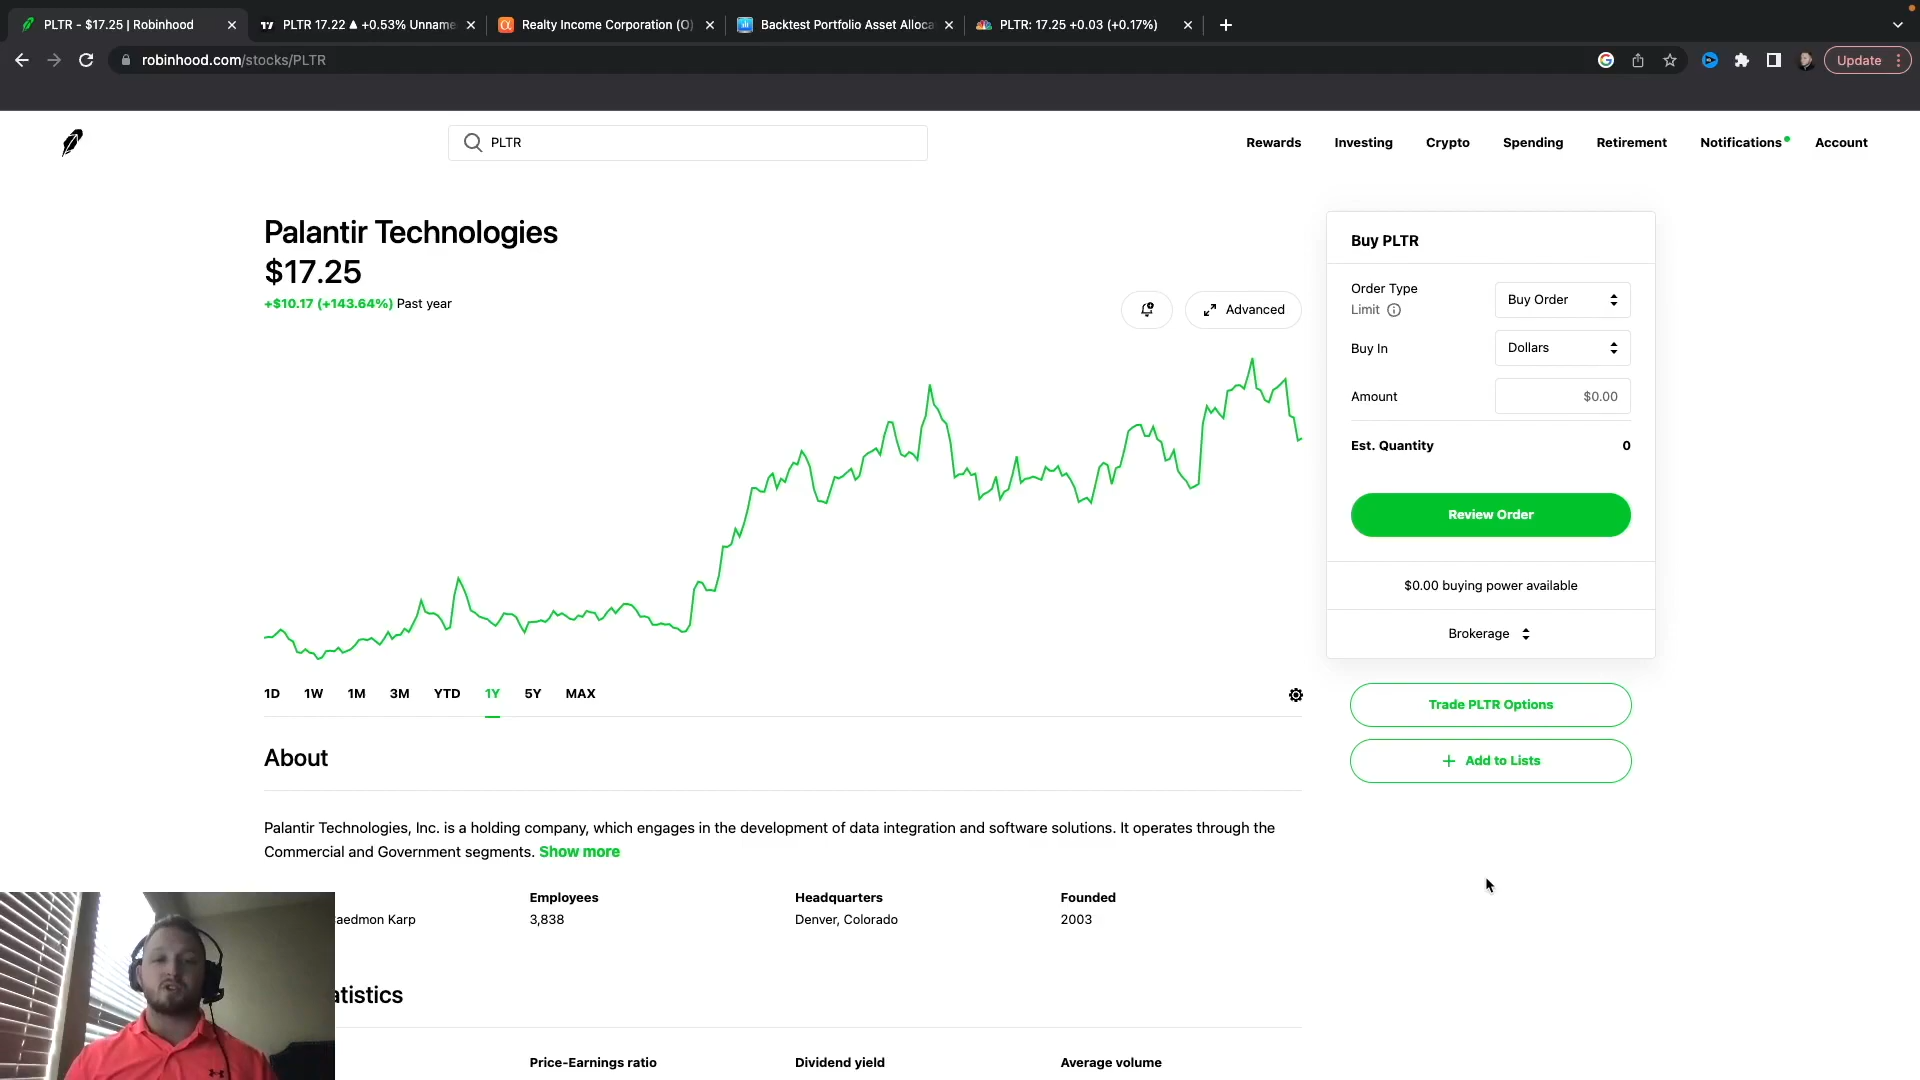 PLTR - $17.25 | Robinhood
PLTR 17.22 ▲ +0.53% Unname
Realty Income Corporation (O)
Backtest Portfolio Asset Alloca
PLTR: 17.25 +0.03 (+0.17%)
robinhood.com/stocks/PLTR
Update
PLTR
Rewards
Investing
Crypto
Spending
Retirement
Notifications
Account
Palantir Technologies
$17.25
+$10.17 (+143.64%) Past year
Advanced
Buy PLTR
Order Type
Limit
Buy Order
Buy In
Dollars
Amount
$0.00
Est. Quantity
0
Review Order
$0.00 buying power available
Brokerage
Trade PLTR Options
+ Add to Lists
1D 1W 1M 3M YTD 1Y 5Y MAX
About
Palantir Technologies, Inc. is a holding company, which engages in the development of data integration and software solutions. It operates through the
Commercial and Government segments. Show more
aedmon Karp
Employees
3,838
Headquarters
Denver, Colorado
Founded
2003
atistics
Price-Earnings ratio
Dividend yield
Average volume